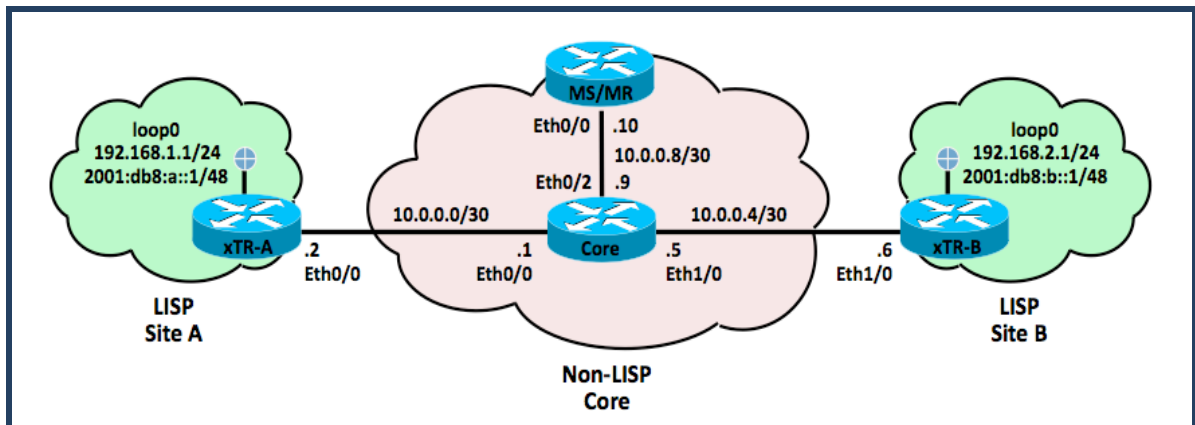 MS/MR
Eth0/0
.10
10.0.0.8/30
Eth0/2
.9
loop0
192.168.1.1/24
2001:db8:a::1/48
xTR-A
.2
Eth0/0
10.0.0.0/30
.1
Eth0/0
Core
10.0.0.4/30
.5
Eth1/0
.6
Eth1/0
loop0
192.168.2.1/24
2001:db8:b::1/48
xTR-B
LISP
Site A
Non-LISP
Core
LISP
Site B